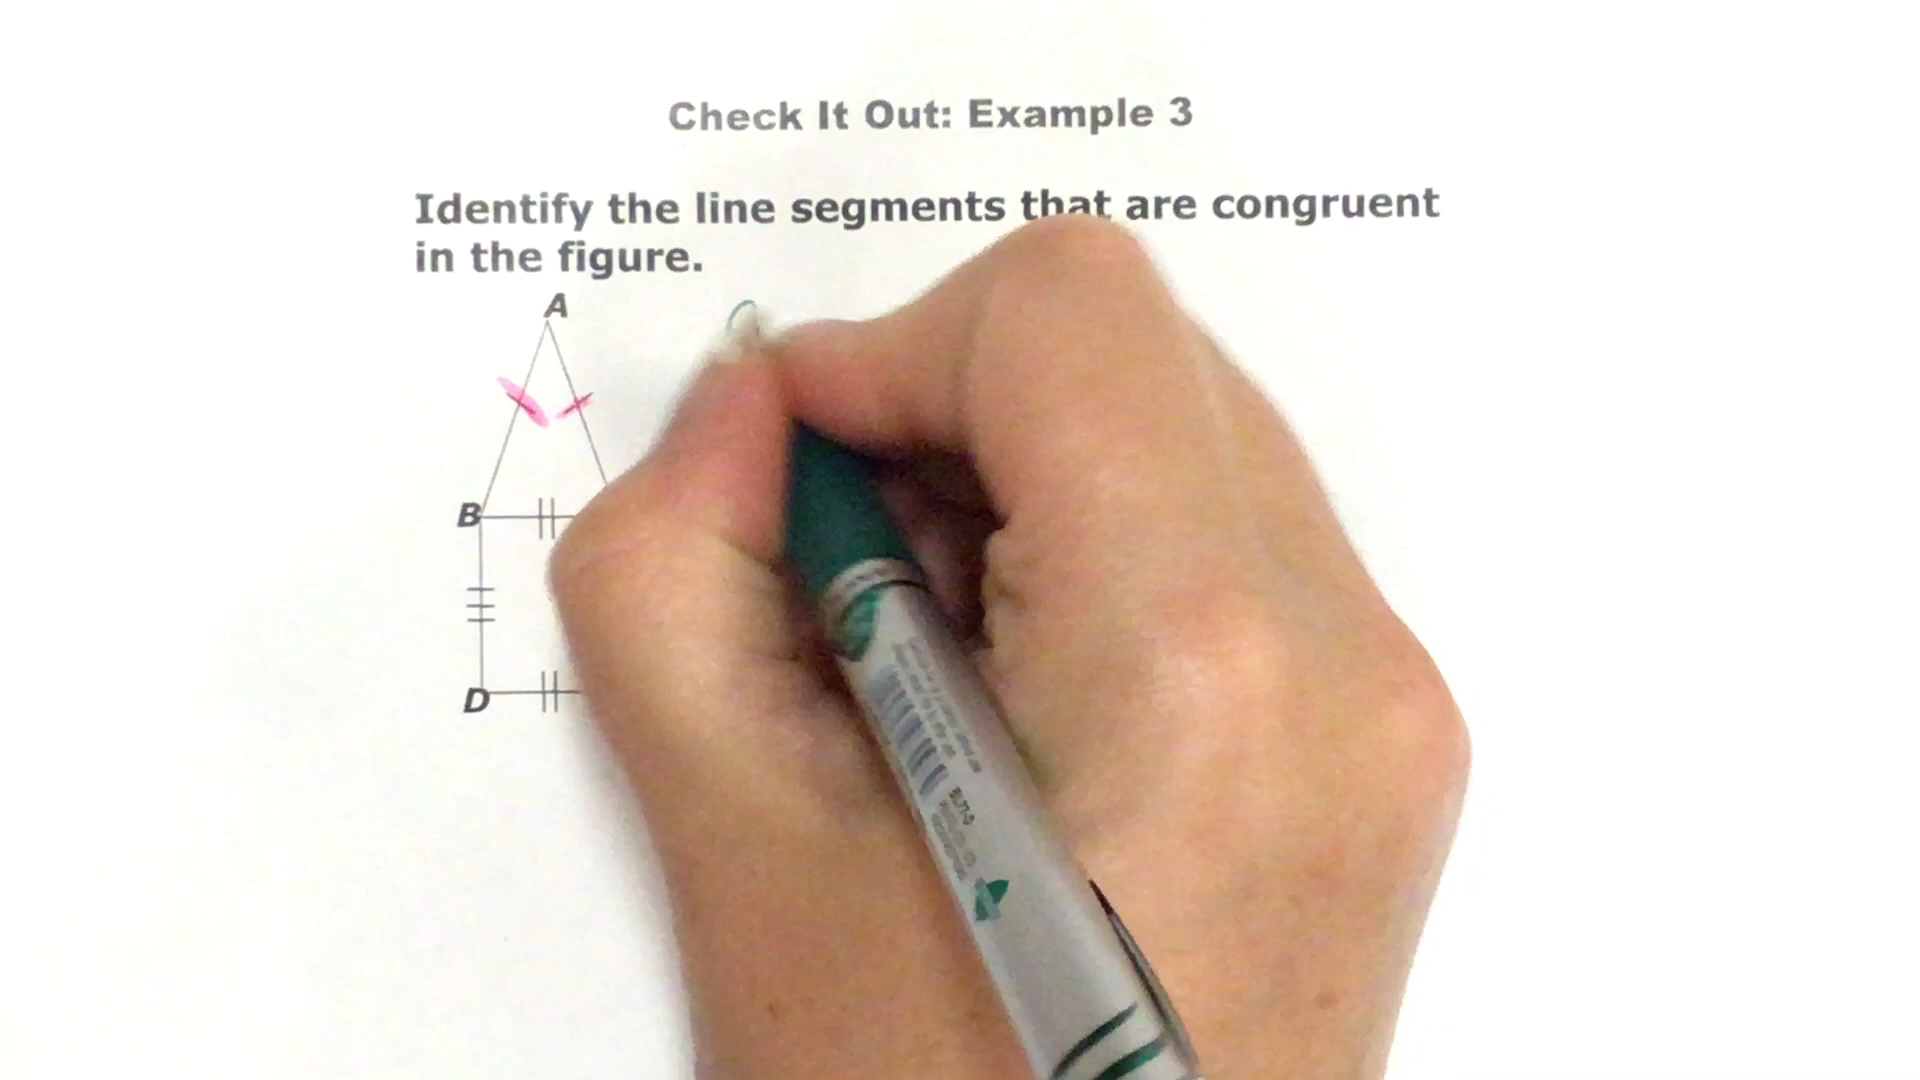 Check It Out: Example 3
Identify the line segments that are congruent
in the figure.
A
B
D